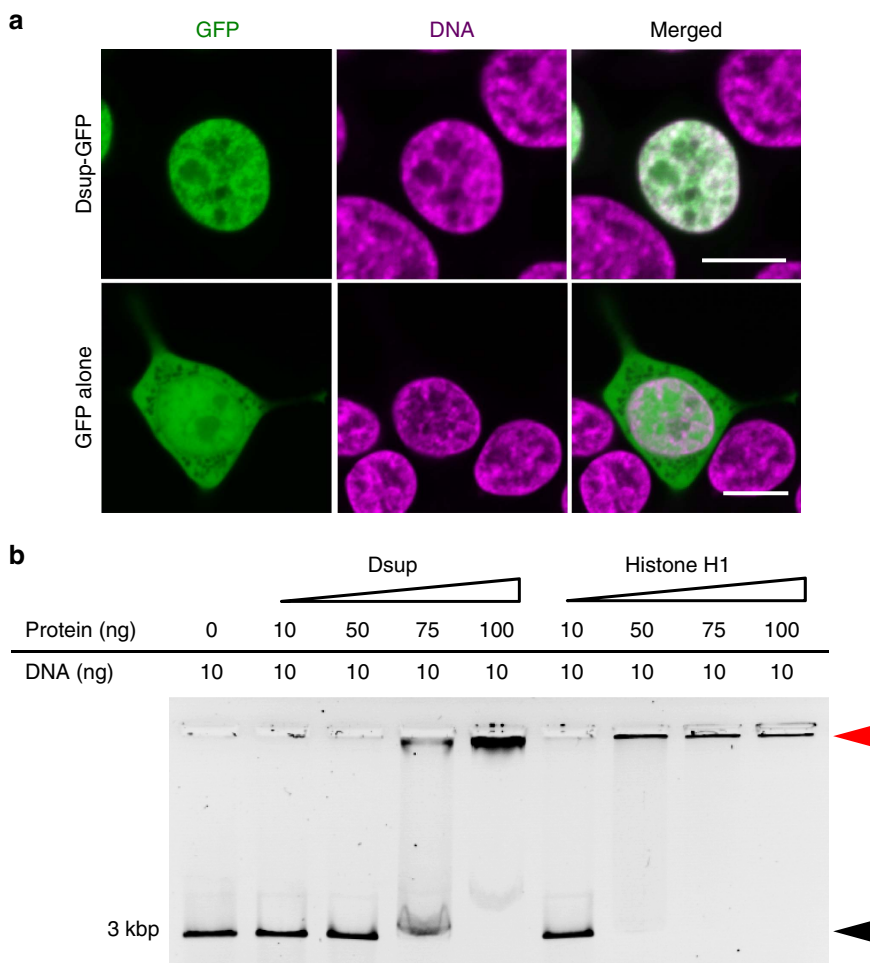 a
GFP DNA Merged
Dsup-GFP
GFP alone
b
Dsup Histone H1
Protein (ng) 0 10 50 75 100 10 50 75 100
DNA (ng) 10 10 10 10 10 10 10 10 10
3 kbp